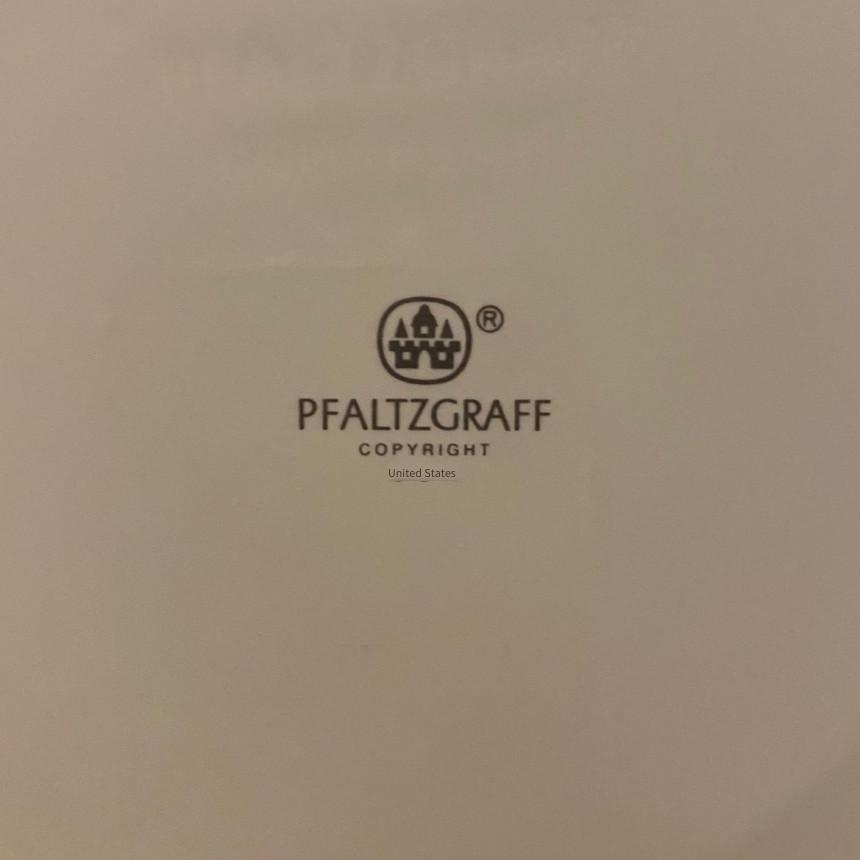 ®
PFALTZGRAFF
COPYRIGHT
United States